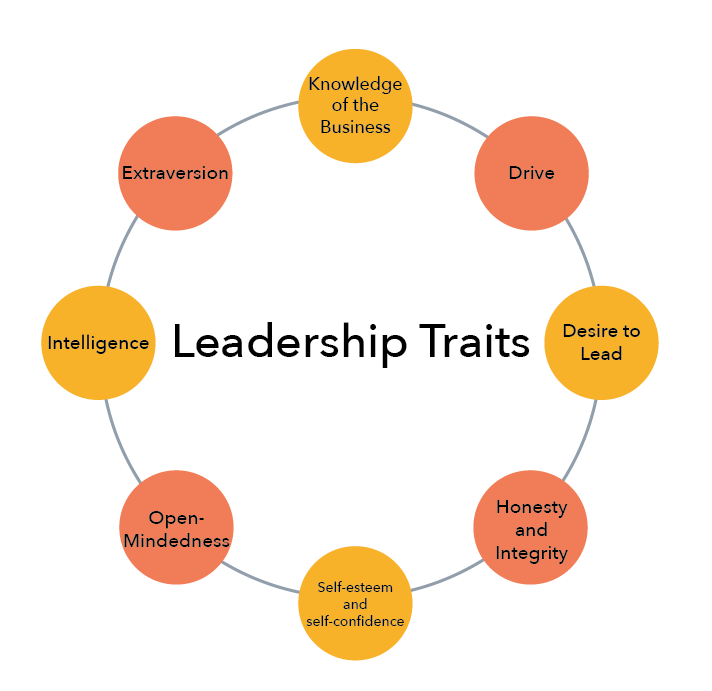 Knowledge
of the
Business
Extraversion
Drive
Intelligence
Leadership Traits
Desire to
Lead
Open-
Mindedness
Honesty
and
Integrity
Self-esteem
and
self-confidence